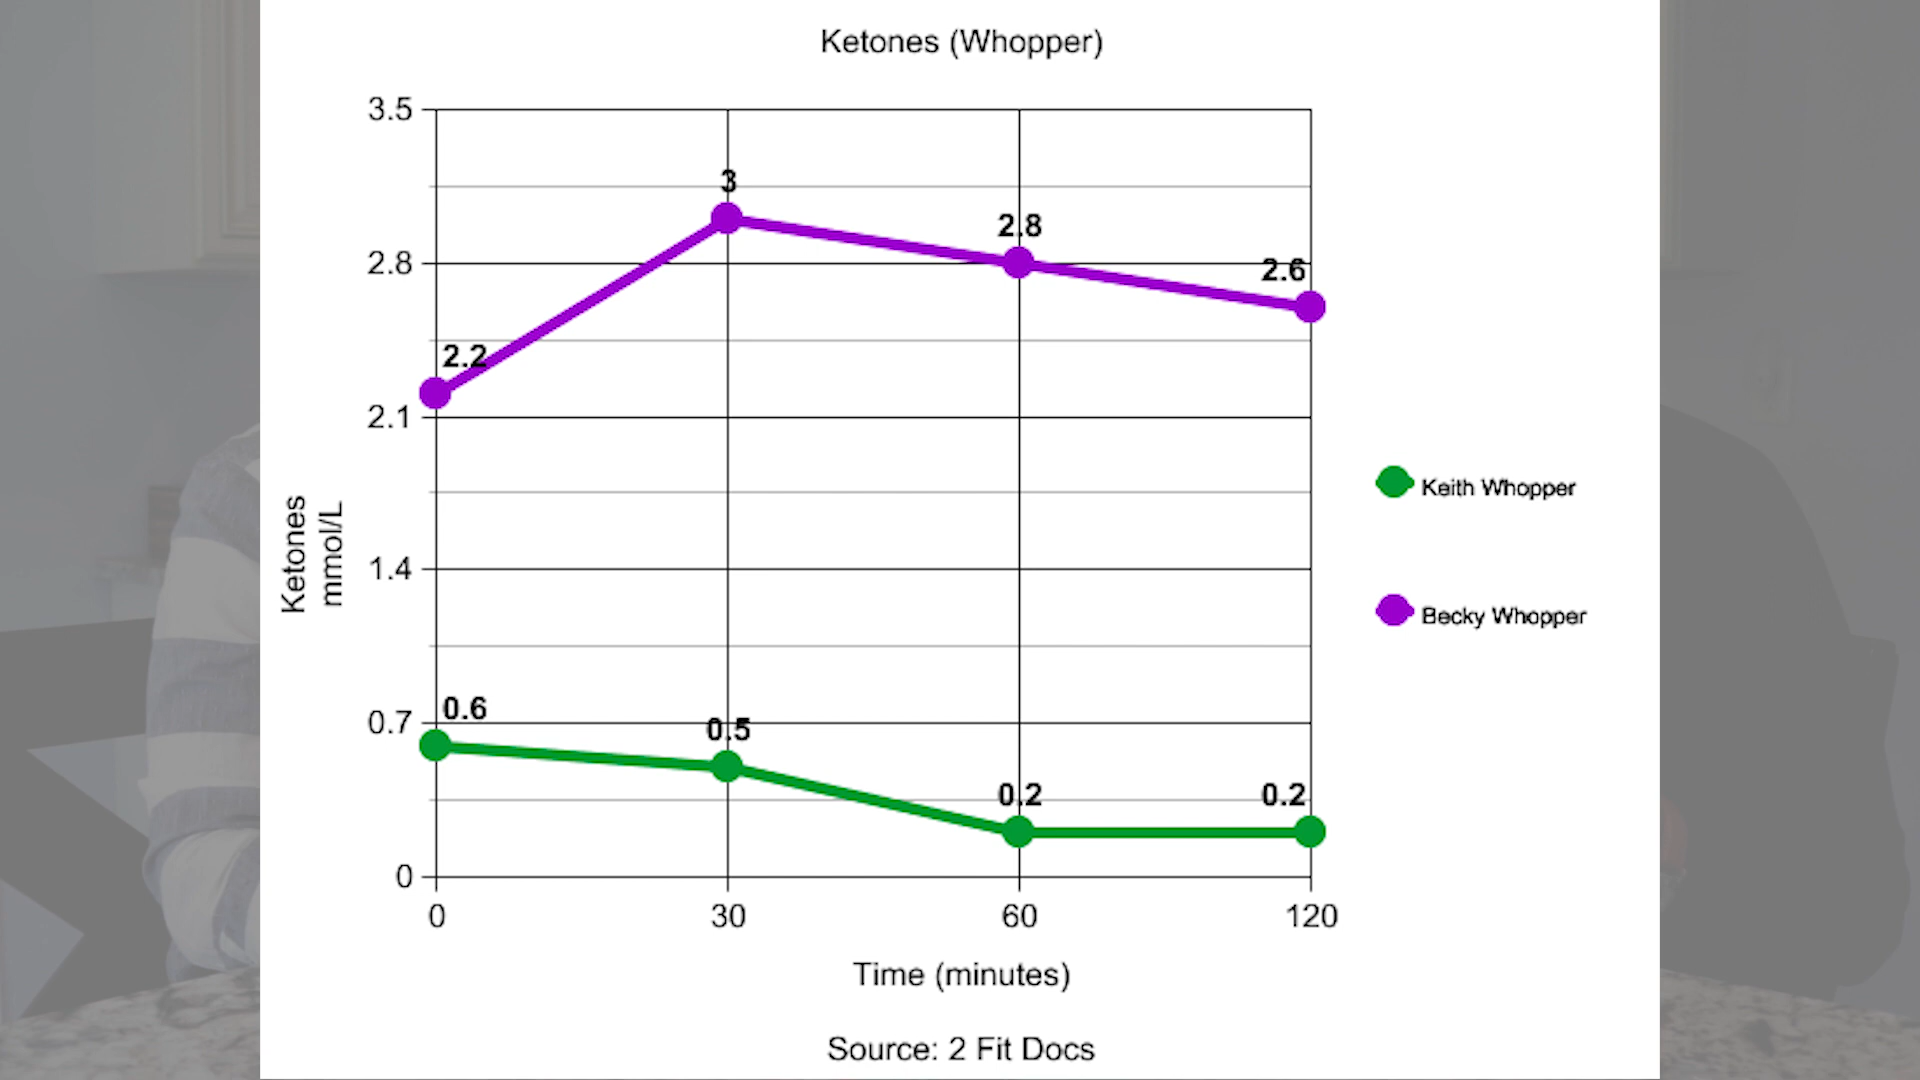 Ketones (Whopper)
3.5
3
2.8
2.8
2.6
2.2
2.1
Keith Whopper
Ketones
mmol/L
1.4
Becky Whopper
0.6
0.7
0.5
0.2
0.2
0
0
30
60
120
Time (minutes)
Source: 2 Fit Docs